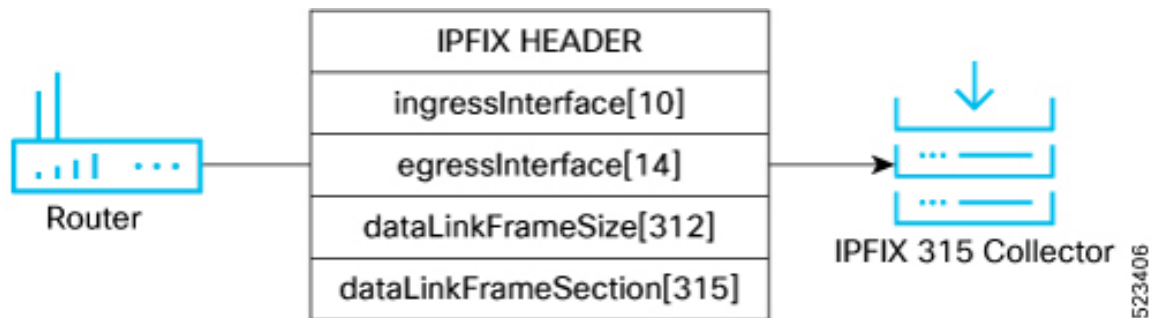 IPFIX HEADER
ingressInterface[10]
egressInterface[14]
dataLinkFrameSize[312]
dataLinkFrameSection[315]
Router
IPFIX 315 Collector
523406